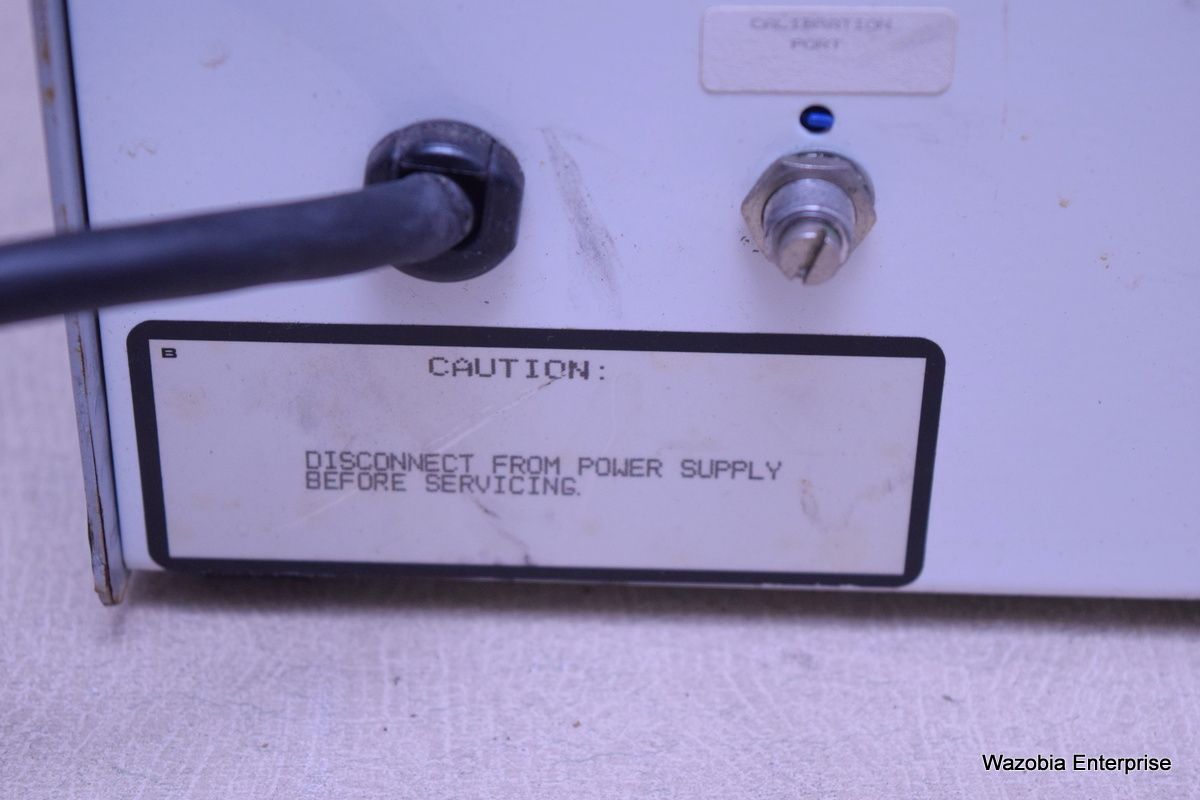 CALIBRATION
PORT
B
CAUTION:
DISCONNECT FROM POWER SUPPLY
BEFORE SERVICING.
Wazobia Enterprise